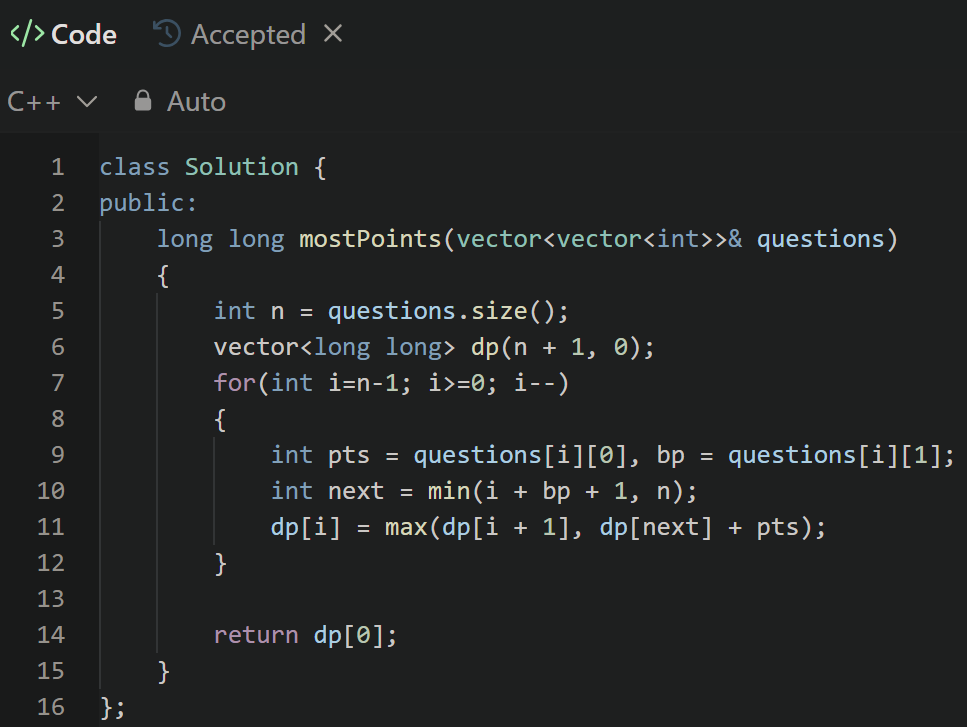 </> Code Accepted ×
C++ Auto
1 class Solution {
2 public:
3     long long mostPoints(vector<vector<int>>& questions)
4     {
5         int n = questions.size();
6         vector<long long> dp(n + 1, 0);
7         for(int i=n-1; i>=0; i--)
8         {
9             int pts = questions[i][0], bp = questions[i][1];
10             int next = min(i + bp + 1, n);
11             dp[i] = max(dp[i + 1], dp[next] + pts);
12         }
13
14         return dp[0];
15     }
16 };